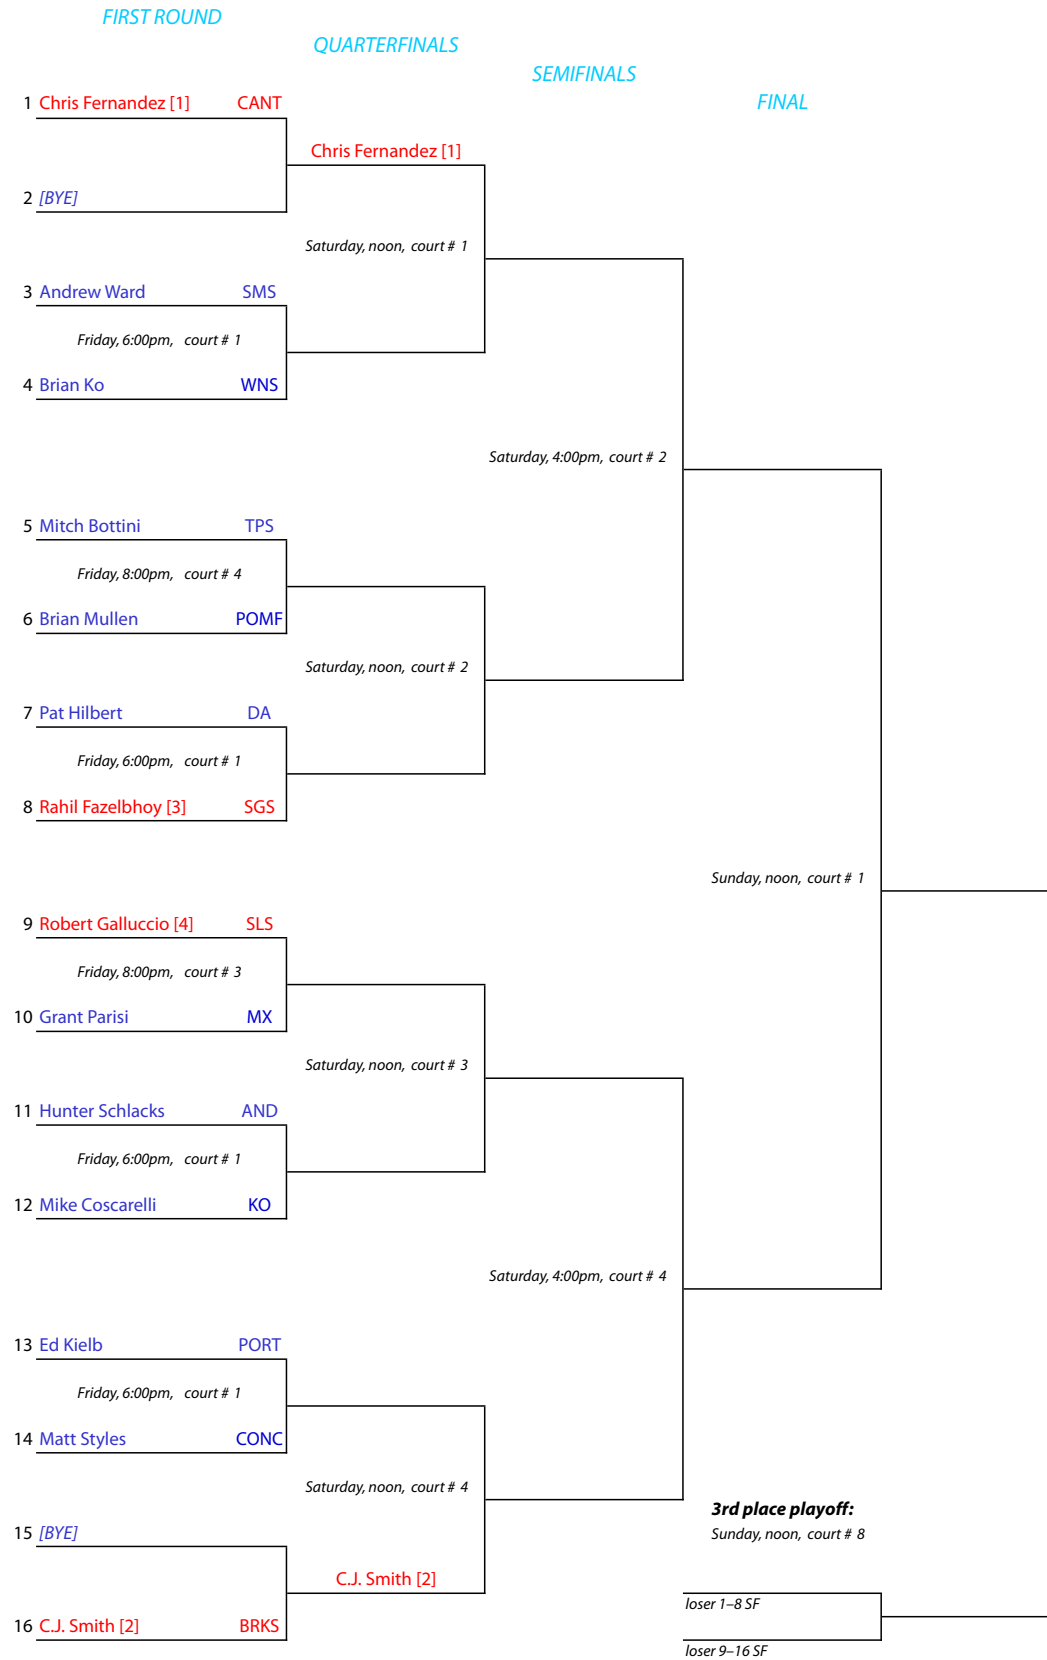 FIRST ROUND
QUARTERFINALS
SEMIFINALS
FINAL
1 Chris Fernandez [1] CANT
Chris Fernandez [1]
2 [BYE]
Saturday, noon, court # 1
3 Andrew Ward SMS
Friday, 6:00pm, court # 1
4 Brian Ko WNS
Saturday, 4:00pm, court # 2
5 Mitch Bottini TPS
Friday, 8:00pm, court # 4
6 Brian Mullen POMF
Saturday, noon, court # 2
7 Pat Hilbert DA
Friday, 6:00pm, court # 1
8 Rahil Fazelbhoy [3] SGS
Sunday, noon, court # 1
9 Robert Galluccio [4] SLS
Friday, 8:00pm, court # 3
10 Grant Parisi MX
Saturday, noon, court # 3
11 Hunter Schlacks AND
Friday, 6:00pm, court # 1
12 Mike Coscarelli KO
Saturday, 4:00pm, court # 4
13 Ed Kielb PORT
Friday, 6:00pm, court # 1
14 Matt Styles CONC
Saturday, noon, court # 4
3rd place playoff:
15 [BYE]
Sunday, noon, court # 8
C.J. Smith [2]
loser 1–8 SF
16 C.J. Smith [2] BRKS
loser 9–16 SF